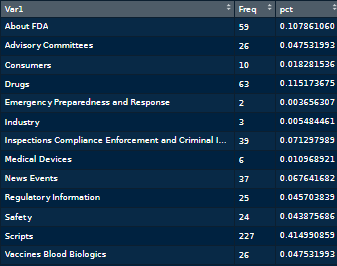 Var1 Freq pct
About FDA 59 0.107861060
Advisory Committees 26 0.047531993
Consumers 10 0.018281536
Drugs 63 0.115173675
Emergency Preparedness and Response 2 0.003656307
Industry 3 0.005484461
Inspections Compliance Enforcement and Criminal I... 39 0.071297989
Medical Devices 6 0.010968921
News Events 37 0.067641682
Regulatory Information 25 0.045703839
Safety 24 0.043875686
Scripts 227 0.414990859
Vaccines Blood Biologics 26 0.047531993